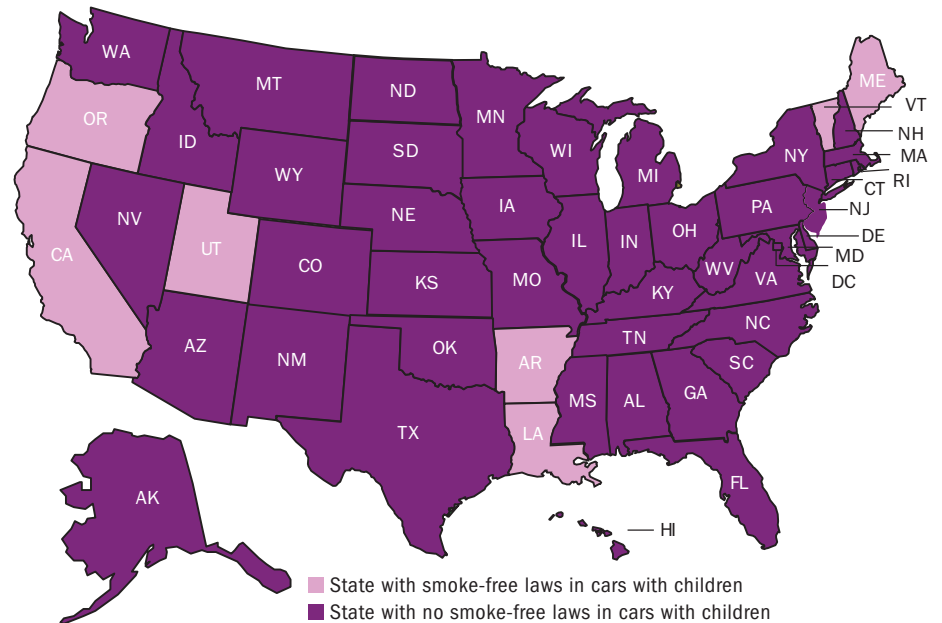 WA
MT
ND
MN
ME
VT
OR
ID
SD
WI
MI
NY
NH
MA
RI
CT
WY
NE
IA
PA
NJ
NV
UT
CO
IL
IN
OH
DE
MD
DC
CA
KS
MO
WV
VA
KY
AZ
NM
OK
AR
TN
NC
SC
MS
AL
GA
TX
LA
FL
AK
HI
State with smoke-free laws in cars with children
State with no smoke-free laws in cars with children